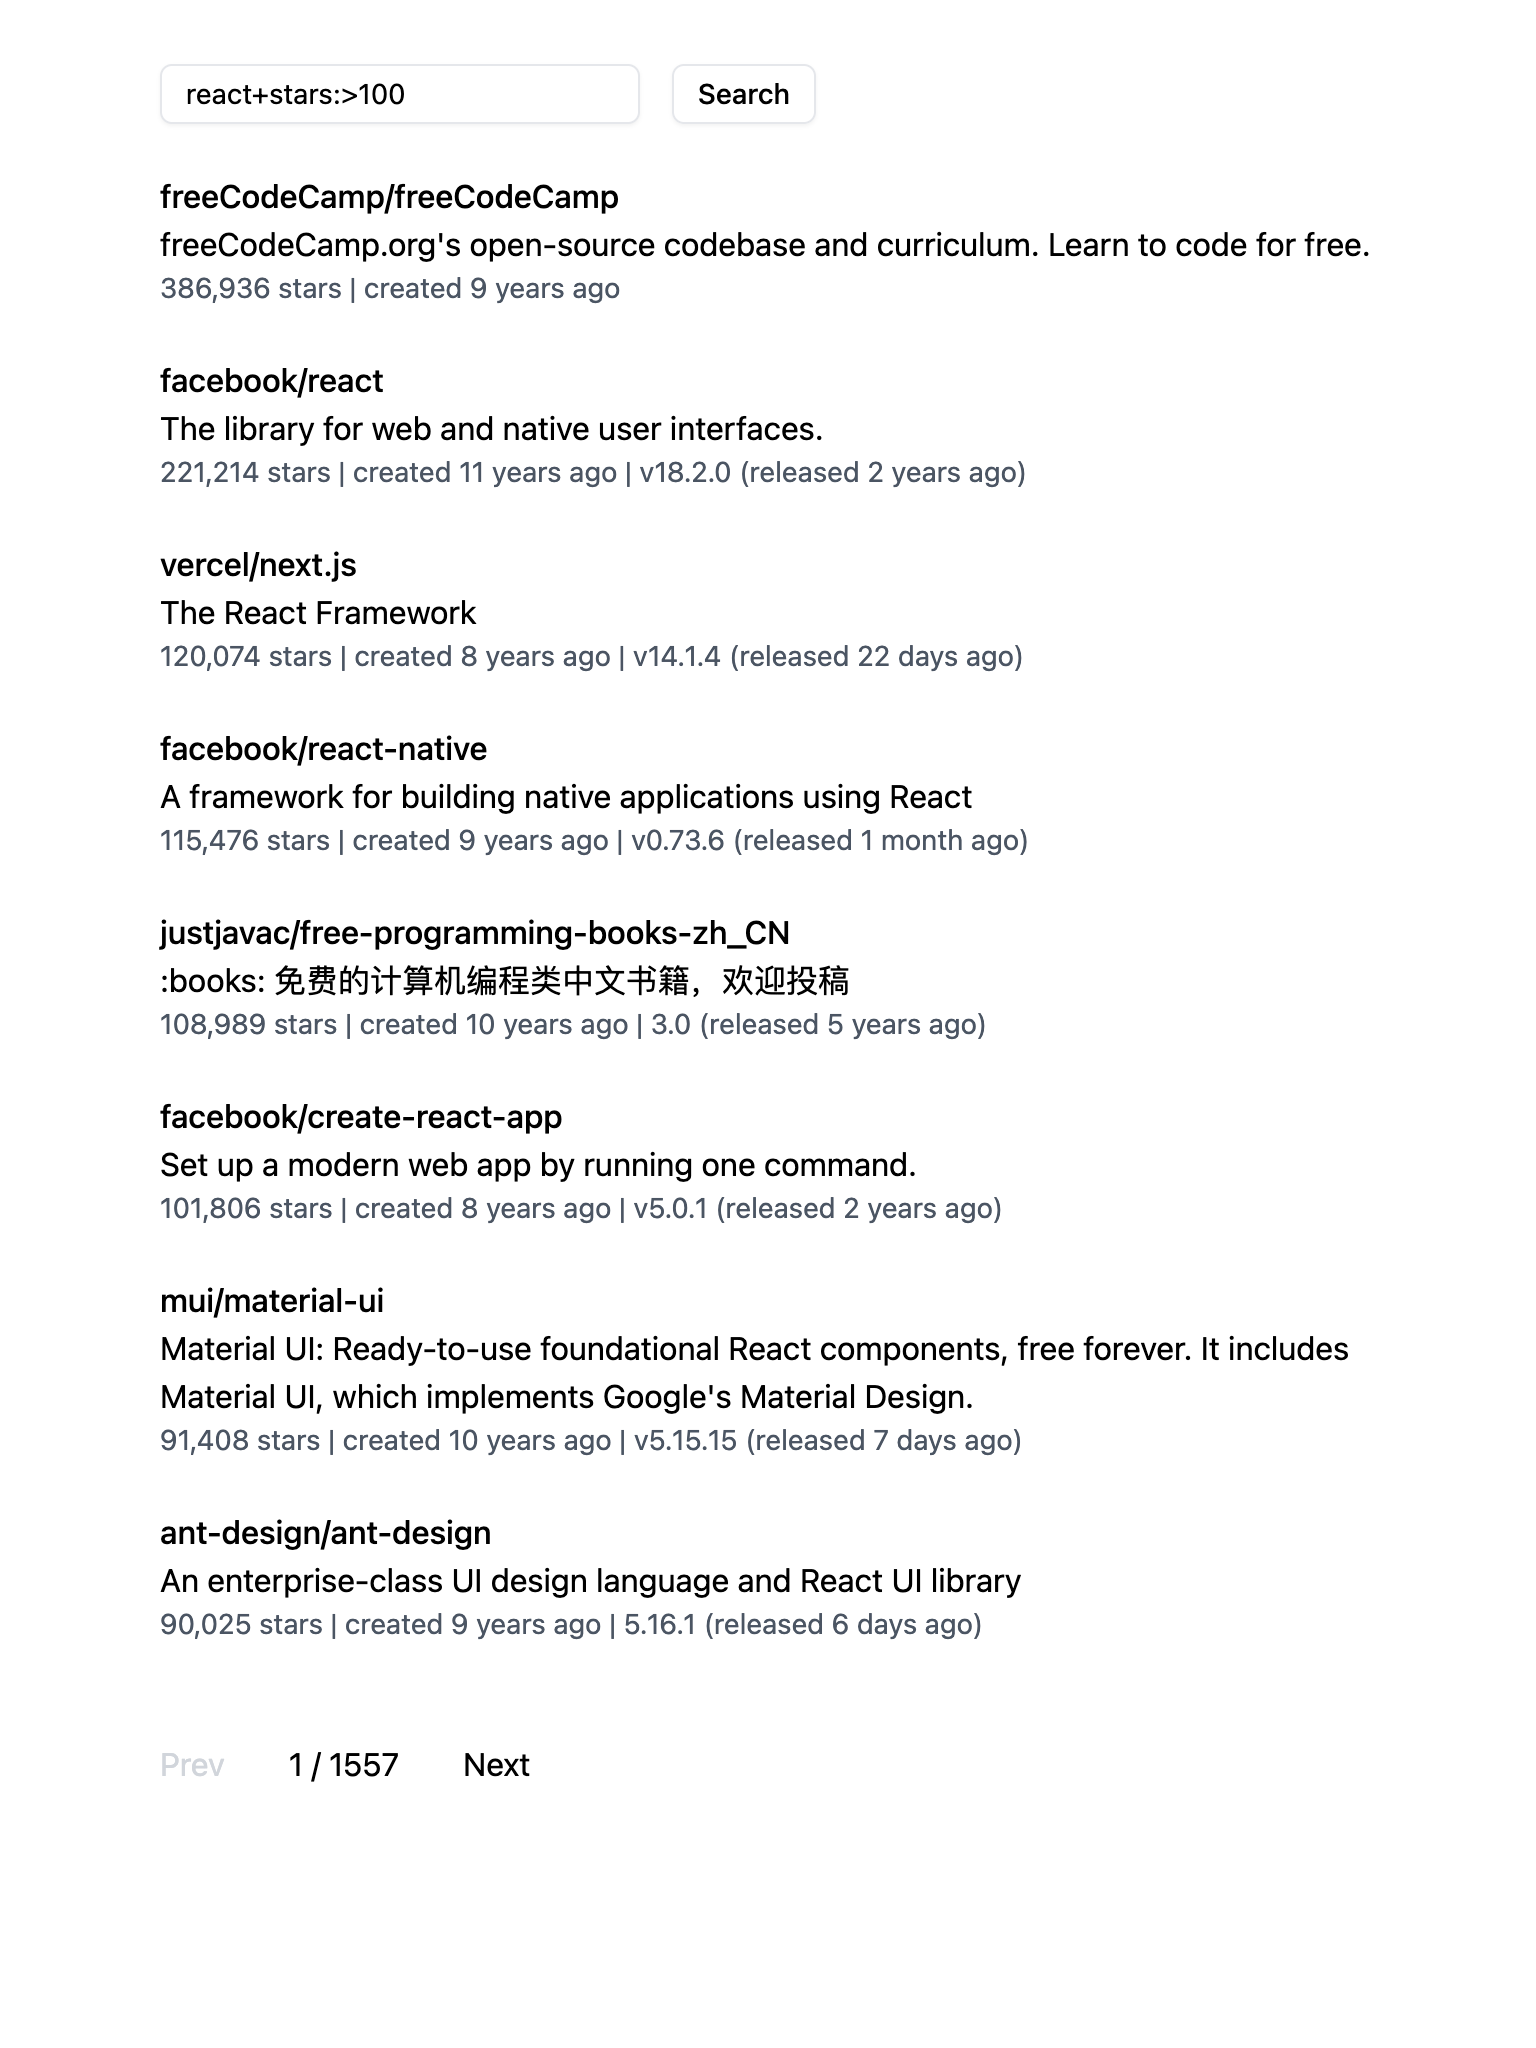 react+stars:>100
Search
freeCodeCamp/freeCodeCamp
freeCodeCamp.org's open-source codebase and curriculum. Learn to code for free.
386,936 stars | created 9 years ago
facebook/react
The library for web and native user interfaces.
221,214 stars | created 11 years ago | v18.2.0 (released 2 years ago)
vercel/next.js
The React Framework
120,074 stars | created 8 years ago | v14.1.4 (released 22 days ago)
facebook/react-native
A framework for building native applications using React
115,476 stars | created 9 years ago | v0.73.6 (released 1 month ago)
justjavac/free-programming-books-zh_CN
:books: 免费的计算机编程类中文书籍，欢迎投稿
108,989 stars | created 10 years ago | 3.0 (released 5 years ago)
facebook/create-react-app
Set up a modern web app by running one command.
101,806 stars | created 8 years ago | v5.0.1 (released 2 years ago)
mui/material-ui
Material UI: Ready-to-use foundational React components, free forever. It includes
Material UI, which implements Google's Material Design.
91,408 stars | created 10 years ago | v5.15.15 (released 7 days ago)
ant-design/ant-design
An enterprise-class UI design language and React UI library
90,025 stars | created 9 years ago | 5.16.1 (released 6 days ago)
Prev 1 / 1557 Next